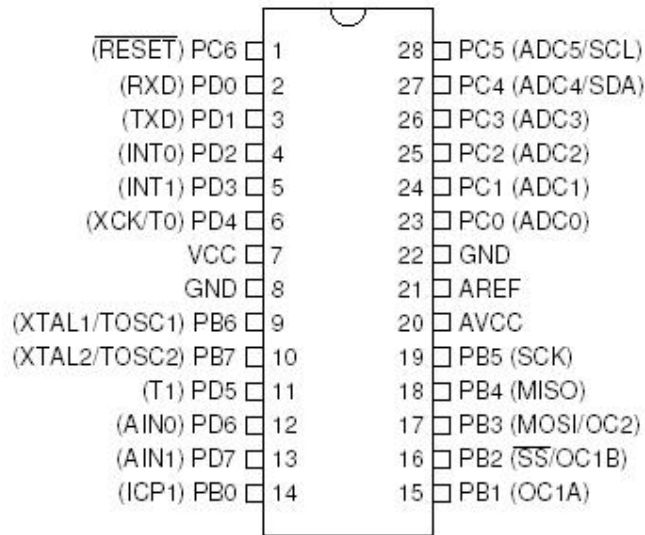 (RESET) PC6 1 28 PC5 (ADC5/SCL)
(RXD) PD0 2 27 PC4 (ADC4/SDA)
(TXD) PD1 3 26 PC3 (ADC3)
(INT0) PD2 4 25 PC2 (ADC2)
(INT1) PD3 5 24 PC1 (ADC1)
(XCK/T0) PD4 6 23 PC0 (ADC0)
VCC 7 22 GND
GND 8 21 AREF
(XTAL1/TOSC1) PB6 9 20 AVCC
(XTAL2/TOSC2) PB7 10 19 PB5 (SCK)
(T1) PD5 11 18 PB4 (MISO)
(AIN0) PD6 12 17 PB3 (MOSI/OC2)
(AIN1) PD7 13 16 PB2 (SS/OC1B)
(ICP1) PB0 14 15 PB1 (OC1A)